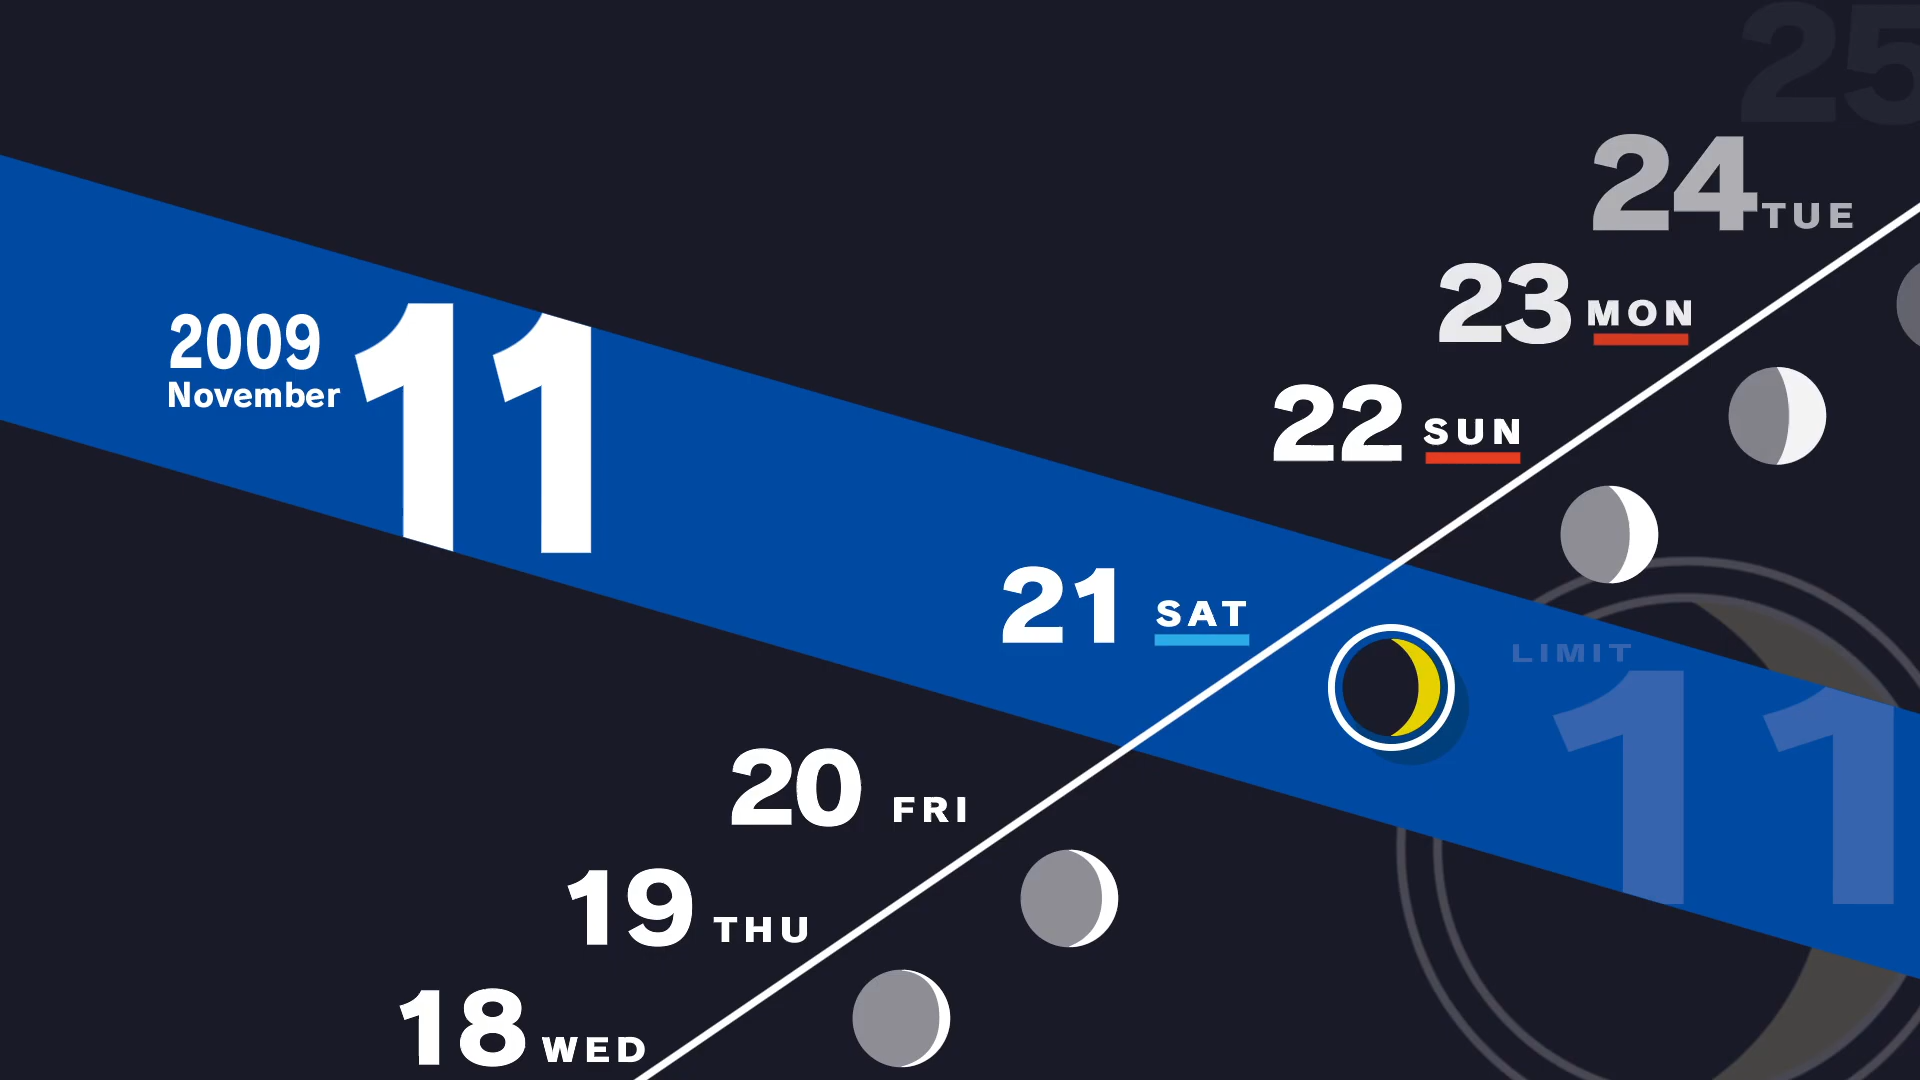 25
24 TUE
23 MON
22 SUN
2009
November
11
21 SAT
LIMIT
11
20 FRI
19 THU
18 WED